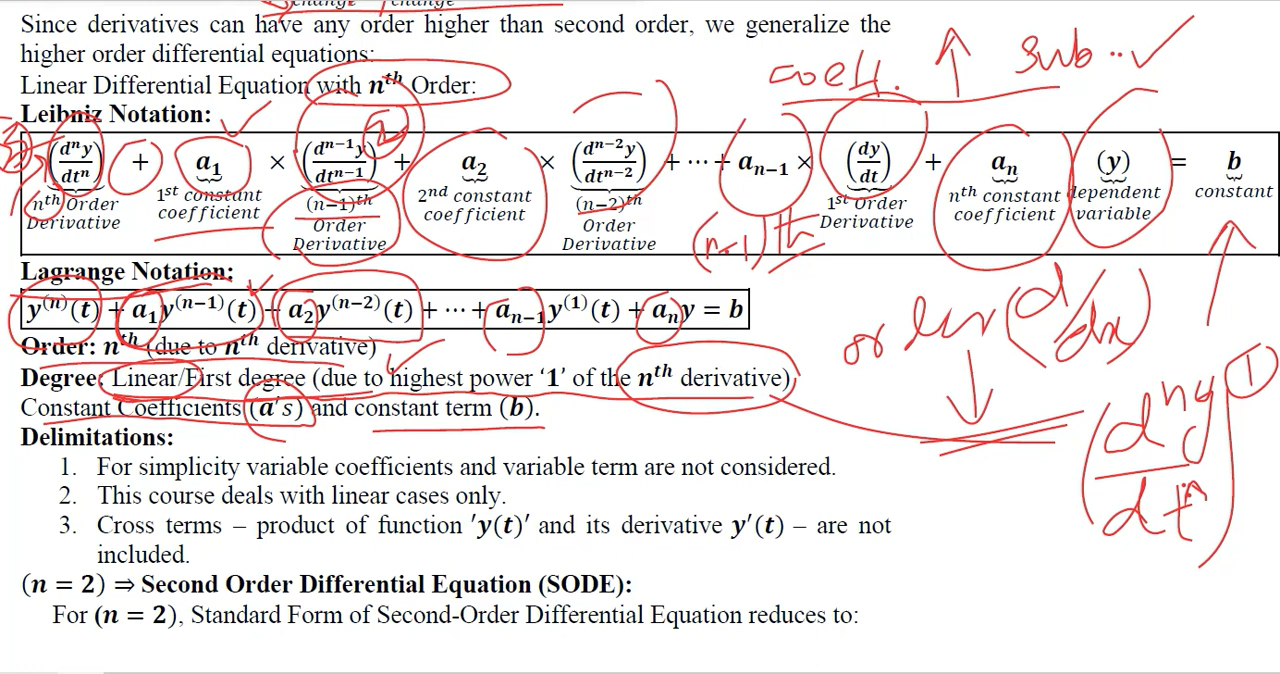 Since derivatives can have any order higher than second order, we generalize the
higher order differential equations:
Linear Differential Equation with nᵗʰ Order:
coeff. ↑ sub.. ✓
Leibniz Notation:
(dⁿy/dtⁿ) + a₁ × (dⁿ⁻¹y/dtⁿ⁻¹) + a₂ × (dⁿ⁻²y/dtⁿ⁻²) + ⋯ + aₙ₋₁ × (dy/dt) + aₙ (y) = b
nᵗʰ Order Derivative
1ˢᵗ constant coefficient
(n−1)ᵗʰ Order Derivative
2ⁿᵈ constant coefficient
(n−2)ᵗʰ Order Derivative
(n-1)th
1ˢᵗ Order Derivative
nᵗʰ constant coefficient
dependent variable
constant
Lagrange Notation:
y⁽ⁿ⁾(t) + a₁y⁽ⁿ⁻¹⁾(t) + a₂y⁽ⁿ⁻²⁾(t) + ⋯ + aₙ₋₁y⁽¹⁾(t) + aₙy = b
(d/dx)
Order: nᵗʰ (due to nᵗʰ derivative)
Degree: Linear/First degree (due to highest power '1' of the nᵗʰ derivative)
Constant Coefficients (a's) and constant term (b).
(dⁿy/dtⁿ)¹
Delimitations:
1. For simplicity variable coefficients and variable term are not considered.
2. This course deals with linear cases only.
3. Cross terms – product of function 'y(t)' and its derivative y'(t) – are not
included.
(n = 2) ⇒ Second Order Differential Equation (SODE):
For (n = 2), Standard Form of Second-Order Differential Equation reduces to: